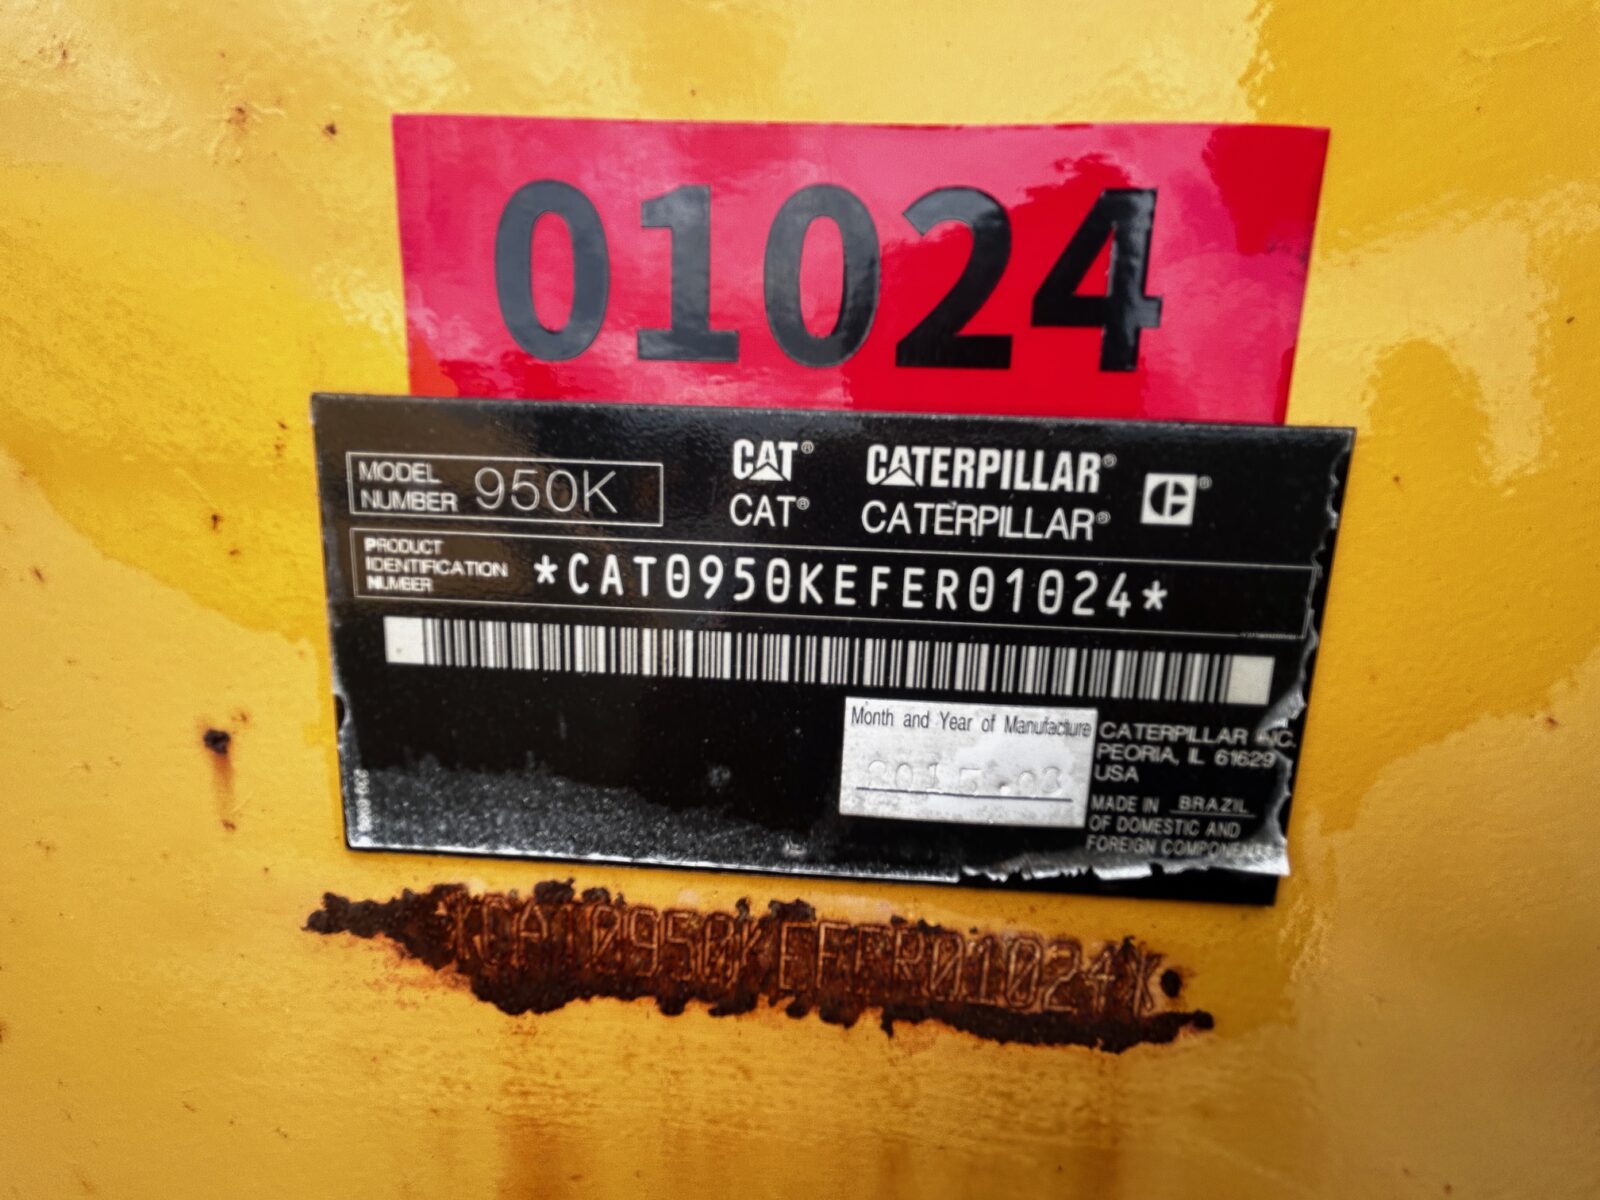 01024
MODEL NUMBER 950K
CAT® CATERPILLAR®
CAT® CATERPILLAR®
PRODUCT IDENTIFICATION NUMBER *CAT0950KEFER01024*
Month and Year of Manufacture
CATERPILLAR INC.
PEORIA, IL 61629
USA
MADE IN BRAZIL
OF DOMESTIC AND
FOREIGN COMPONENTS
*CAT0950KEFER01024*